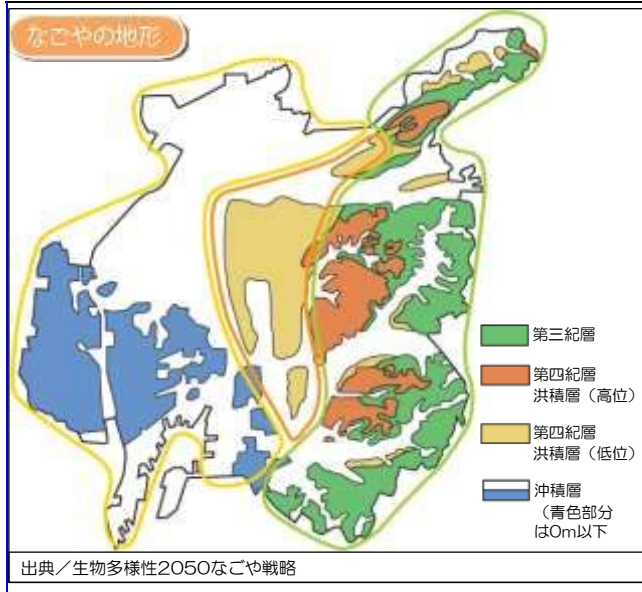 なごやの地形
第三紀層
第四紀層
洪積層（高位）
第四紀層
洪積層（低位）
沖積層
（青色部分
は0m以下
出典／生物多様性2050なごや戦略